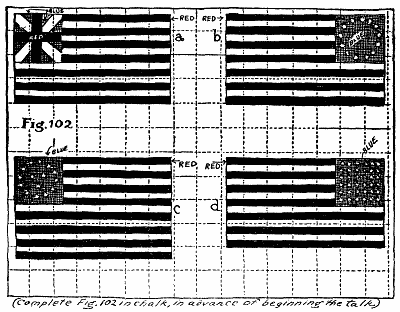 BLUE
RED
RED RED
a b
Fig. 102
BLUE BLUE
RED RED
c d
(Complete Fig. 102 in chalk, in advance of beginning the talk)